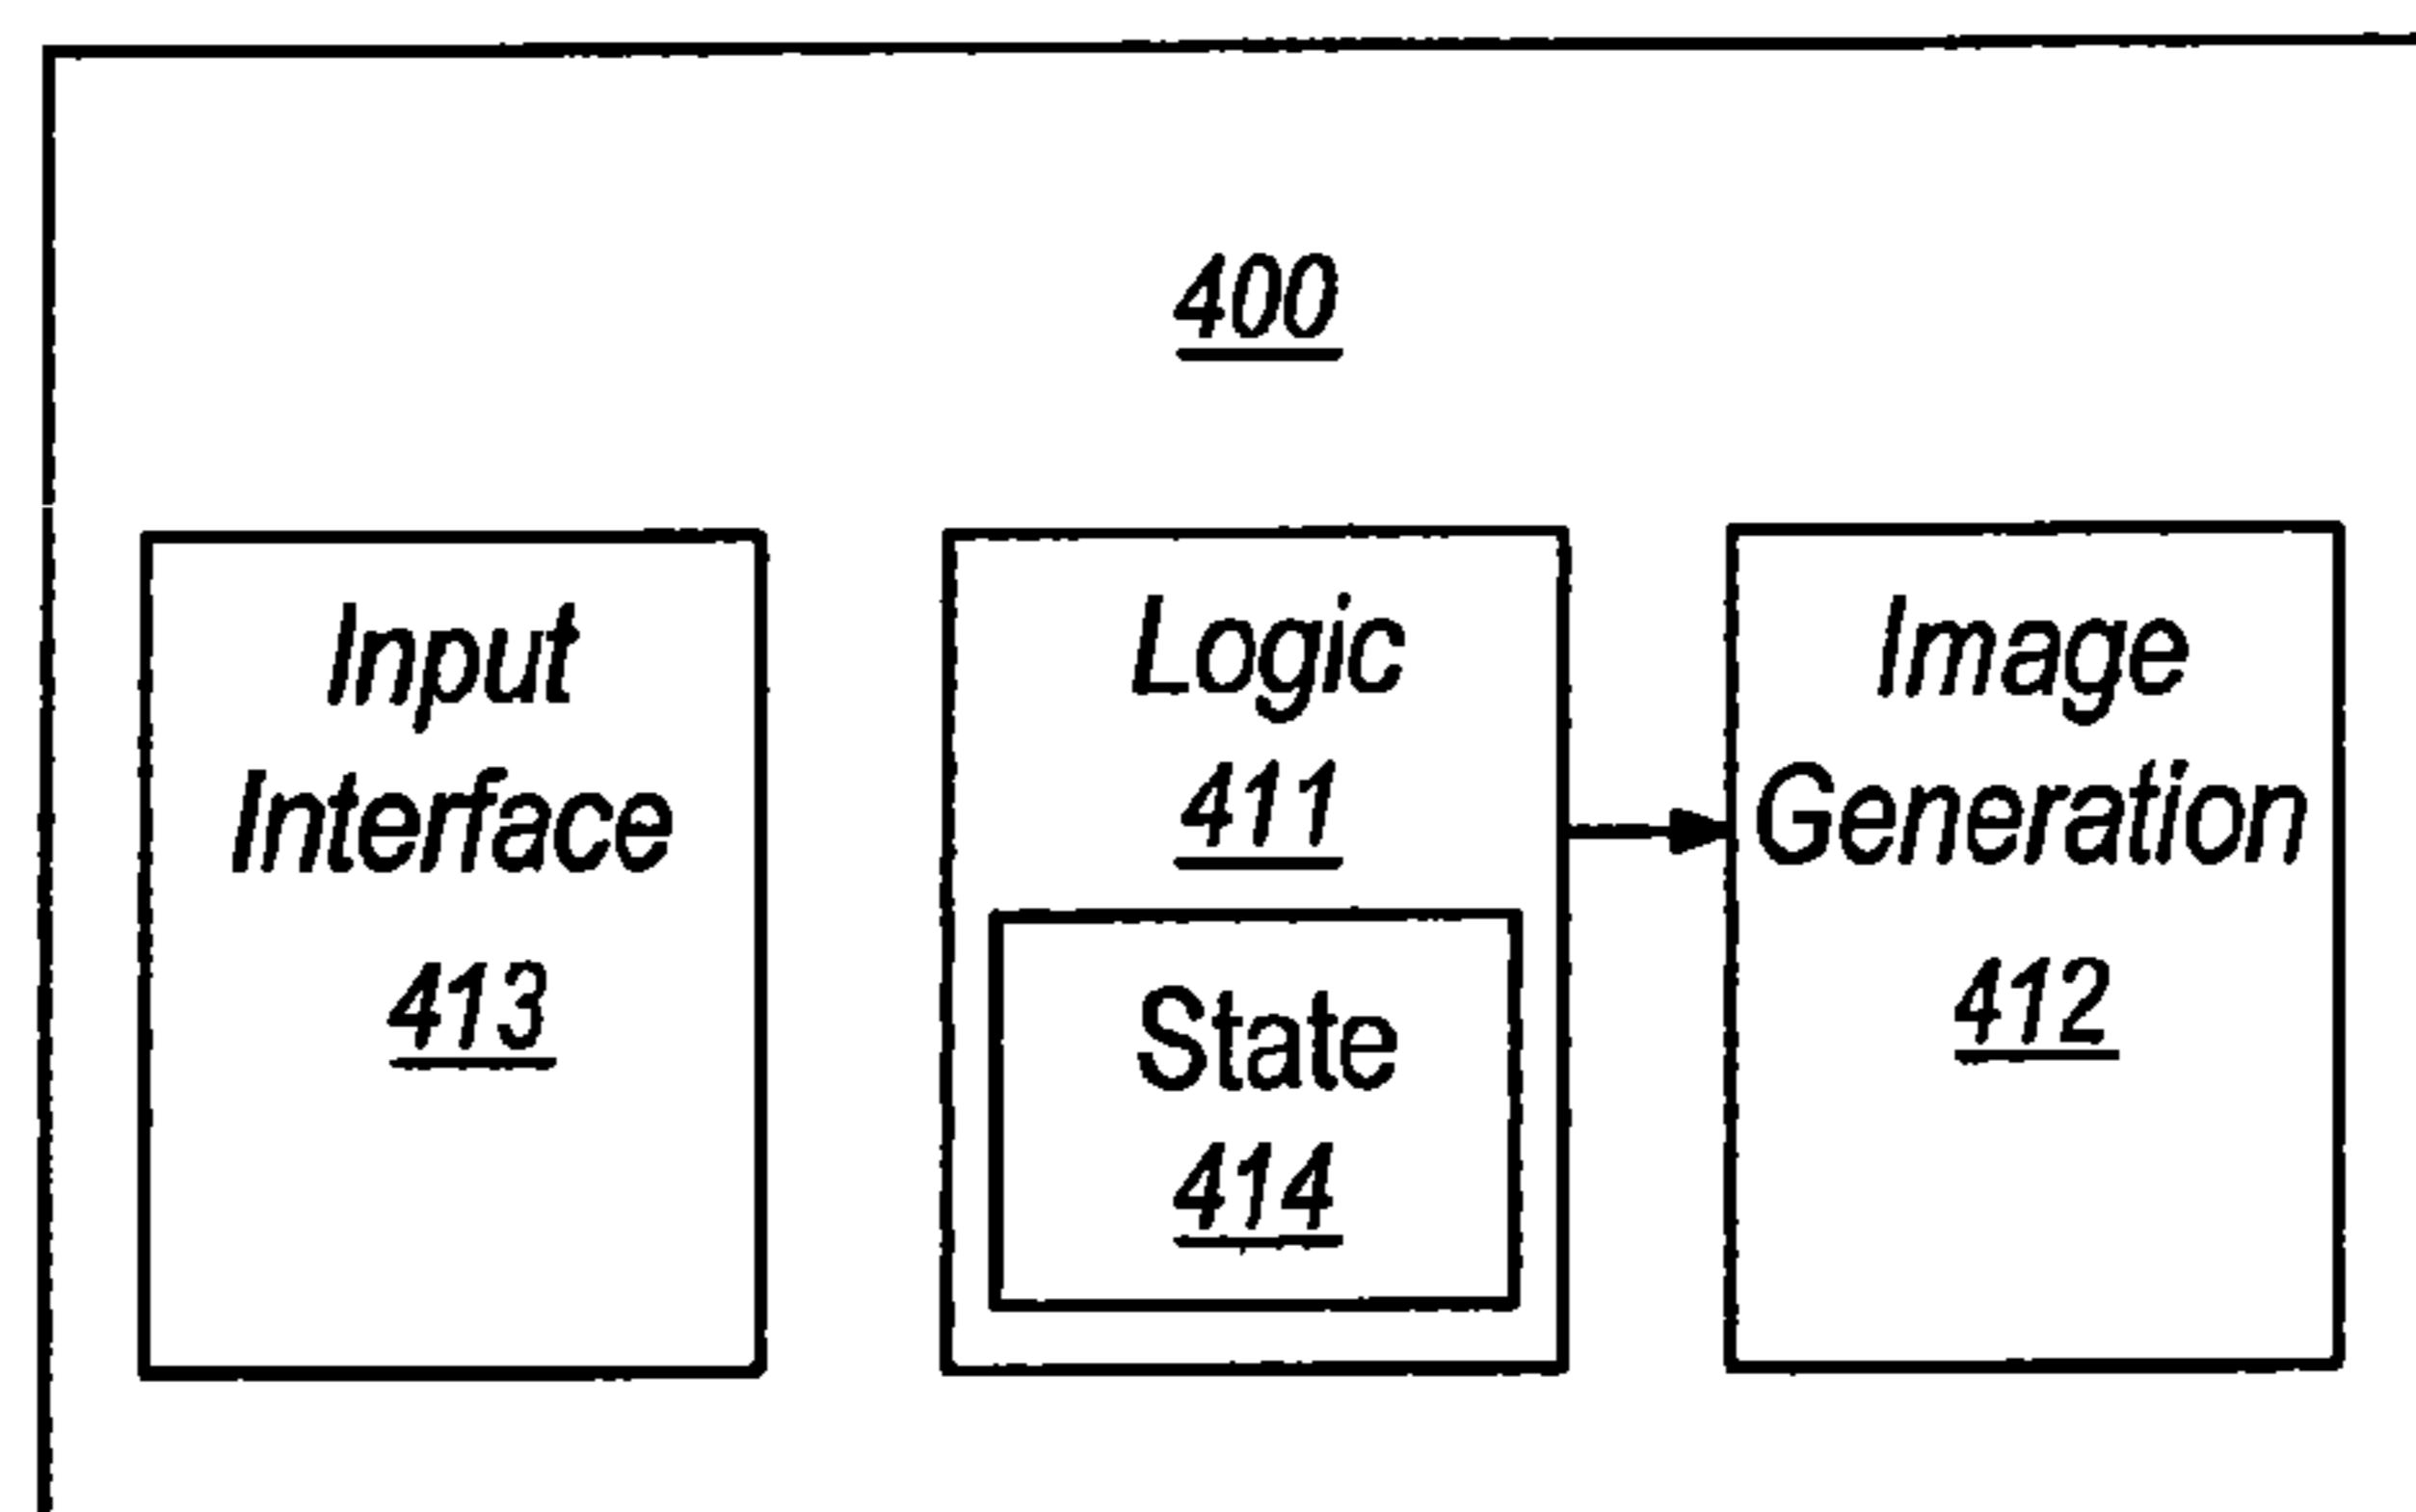 400
Input
Interface
413
Logic
411
State
414
Image
Generation
412